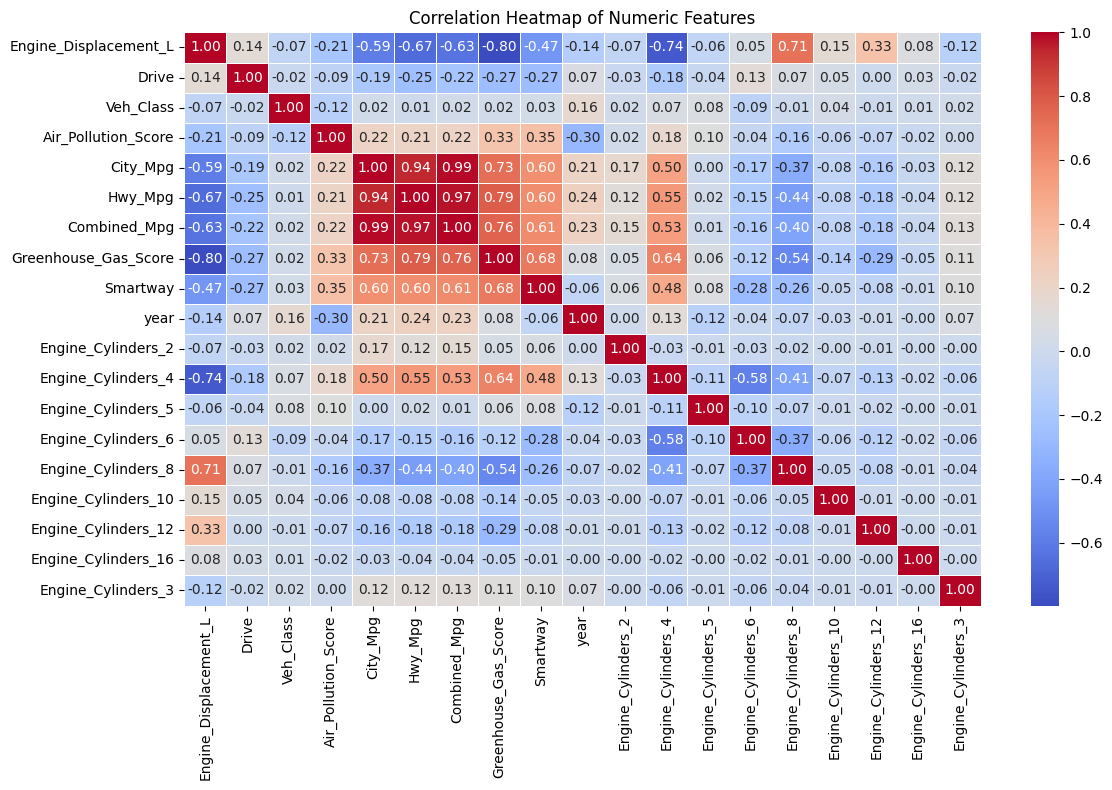 Correlation Heatmap of Numeric Features
Engine_Displacement_L 1.00 0.14 -0.07 -0.21 -0.59 -0.67 -0.63 -0.80 -0.47 -0.14 -0.07 -0.74 -0.06 0.05 0.71 0.15 0.33 0.08 -0.12
Drive 0.14 1.00 -0.02 -0.09 -0.19 -0.25 -0.22 -0.27 -0.27 0.07 -0.03 -0.18 -0.04 0.13 0.07 0.05 0.00 0.03 -0.02
Veh_Class -0.07 -0.02 1.00 -0.12 0.02 0.01 0.02 0.02 0.03 0.16 0.02 0.07 0.08 -0.09 -0.01 0.04 -0.01 0.01 0.02
Air_Pollution_Score -0.21 -0.09 -0.12 1.00 0.22 0.21 0.22 0.33 0.35 -0.30 0.02 0.18 0.10 -0.04 -0.16 -0.06 -0.07 -0.02 0.00
City_Mpg -0.59 -0.19 0.02 0.22 1.00 0.94 0.99 0.73 0.60 0.21 0.17 0.50 0.00 -0.17 -0.37 -0.08 -0.16 -0.03 0.12
Hwy_Mpg -0.67 -0.25 0.01 0.21 0.94 1.00 0.97 0.79 0.60 0.24 0.12 0.55 0.02 -0.15 -0.44 -0.08 -0.18 -0.04 0.12
Combined_Mpg -0.63 -0.22 0.02 0.22 0.99 0.97 1.00 0.76 0.61 0.23 0.15 0.53 0.01 -0.16 -0.40 -0.08 -0.18 -0.04 0.13
Greenhouse_Gas_Score -0.80 -0.27 0.02 0.33 0.73 0.79 0.76 1.00 0.68 0.08 0.05 0.64 0.06 -0.12 -0.54 -0.14 -0.29 -0.05 0.11
Smartway -0.47 -0.27 0.03 0.35 0.60 0.60 0.61 0.68 1.00 -0.06 0.06 0.48 0.08 -0.28 -0.26 -0.05 -0.08 -0.01 0.10
year -0.14 0.07 0.16 -0.30 0.21 0.24 0.23 0.08 -0.06 1.00 0.00 0.13 -0.12 -0.04 -0.07 -0.03 -0.01 -0.00 0.07
Engine_Cylinders_2 -0.07 -0.03 0.02 0.02 0.17 0.12 0.15 0.05 0.06 0.00 1.00 -0.03 -0.01 -0.03 -0.02 -0.00 -0.01 -0.00 -0.00
Engine_Cylinders_4 -0.74 -0.18 0.07 0.18 0.50 0.55 0.53 0.64 0.48 0.13 -0.03 1.00 -0.11 -0.58 -0.41 -0.07 -0.13 -0.02 -0.06
Engine_Cylinders_5 -0.06 -0.04 0.08 0.10 0.00 0.02 0.01 0.06 0.08 -0.12 -0.01 -0.11 1.00 -0.10 -0.07 -0.01 -0.02 -0.00 -0.01
Engine_Cylinders_6 0.05 0.13 -0.09 -0.04 -0.17 -0.15 -0.16 -0.12 -0.28 -0.04 -0.03 -0.58 -0.10 1.00 -0.37 -0.06 -0.12 -0.02 -0.06
Engine_Cylinders_8 0.71 0.07 -0.01 -0.16 -0.37 -0.44 -0.40 -0.54 -0.26 -0.07 -0.02 -0.41 -0.07 -0.37 1.00 -0.05 -0.08 -0.01 -0.04
Engine_Cylinders_10 0.15 0.05 0.04 -0.06 -0.08 -0.08 -0.08 -0.14 -0.05 -0.03 -0.00 -0.07 -0.01 -0.06 -0.05 1.00 -0.01 -0.00 -0.01
Engine_Cylinders_12 0.33 0.00 -0.01 -0.07 -0.16 -0.18 -0.18 -0.29 -0.08 -0.01 -0.01 -0.13 -0.02 -0.12 -0.08 -0.01 1.00 -0.00 -0.01
Engine_Cylinders_16 0.08 0.03 0.01 -0.02 -0.03 -0.04 -0.04 -0.05 -0.01 -0.00 -0.00 -0.02 -0.00 -0.02 -0.01 -0.00 -0.00 1.00 -0.00
Engine_Cylinders_3 -0.12 -0.02 0.02 0.00 0.12 0.12 0.13 0.11 0.10 0.07 -0.00 -0.06 -0.01 -0.06 -0.04 -0.01 -0.01 -0.00 1.00
Engine_Displacement_L
Drive
Veh_Class
Air_Pollution_Score
City_Mpg
Hwy_Mpg
Combined_Mpg
Greenhouse_Gas_Score
Smartway
year
Engine_Cylinders_2
Engine_Cylinders_4
Engine_Cylinders_5
Engine_Cylinders_6
Engine_Cylinders_8
Engine_Cylinders_10
Engine_Cylinders_12
Engine_Cylinders_16
Engine_Cylinders_3
1.0
0.8
0.6
0.4
0.2
0.0
−0.2
−0.4
−0.6